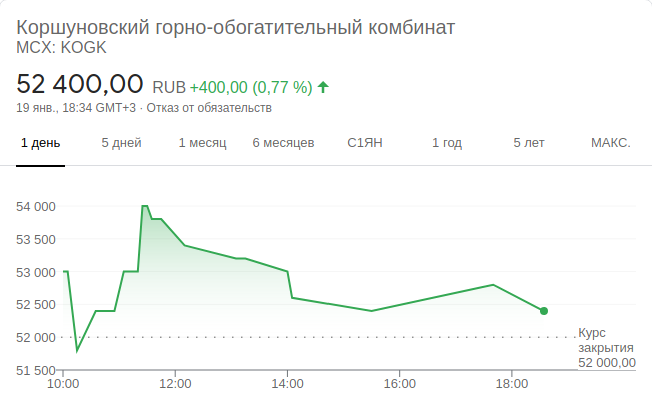 Коршуновский горно-обогатительный комбинат
MCX: KOGK
52 400,00 RUB +400,00 (0,77 %)
19 янв., 18:34 GMT+3 · Отказ от обязательств
1 день 5 дней 1 месяц 6 месяцев С1ЯН 1 год 5 лет МАКС.
54 000
53 500
53 000
52 500
52 000
51 500
Курс
закрытия
52 000,00
10:00 12:00 14:00 16:00 18:00